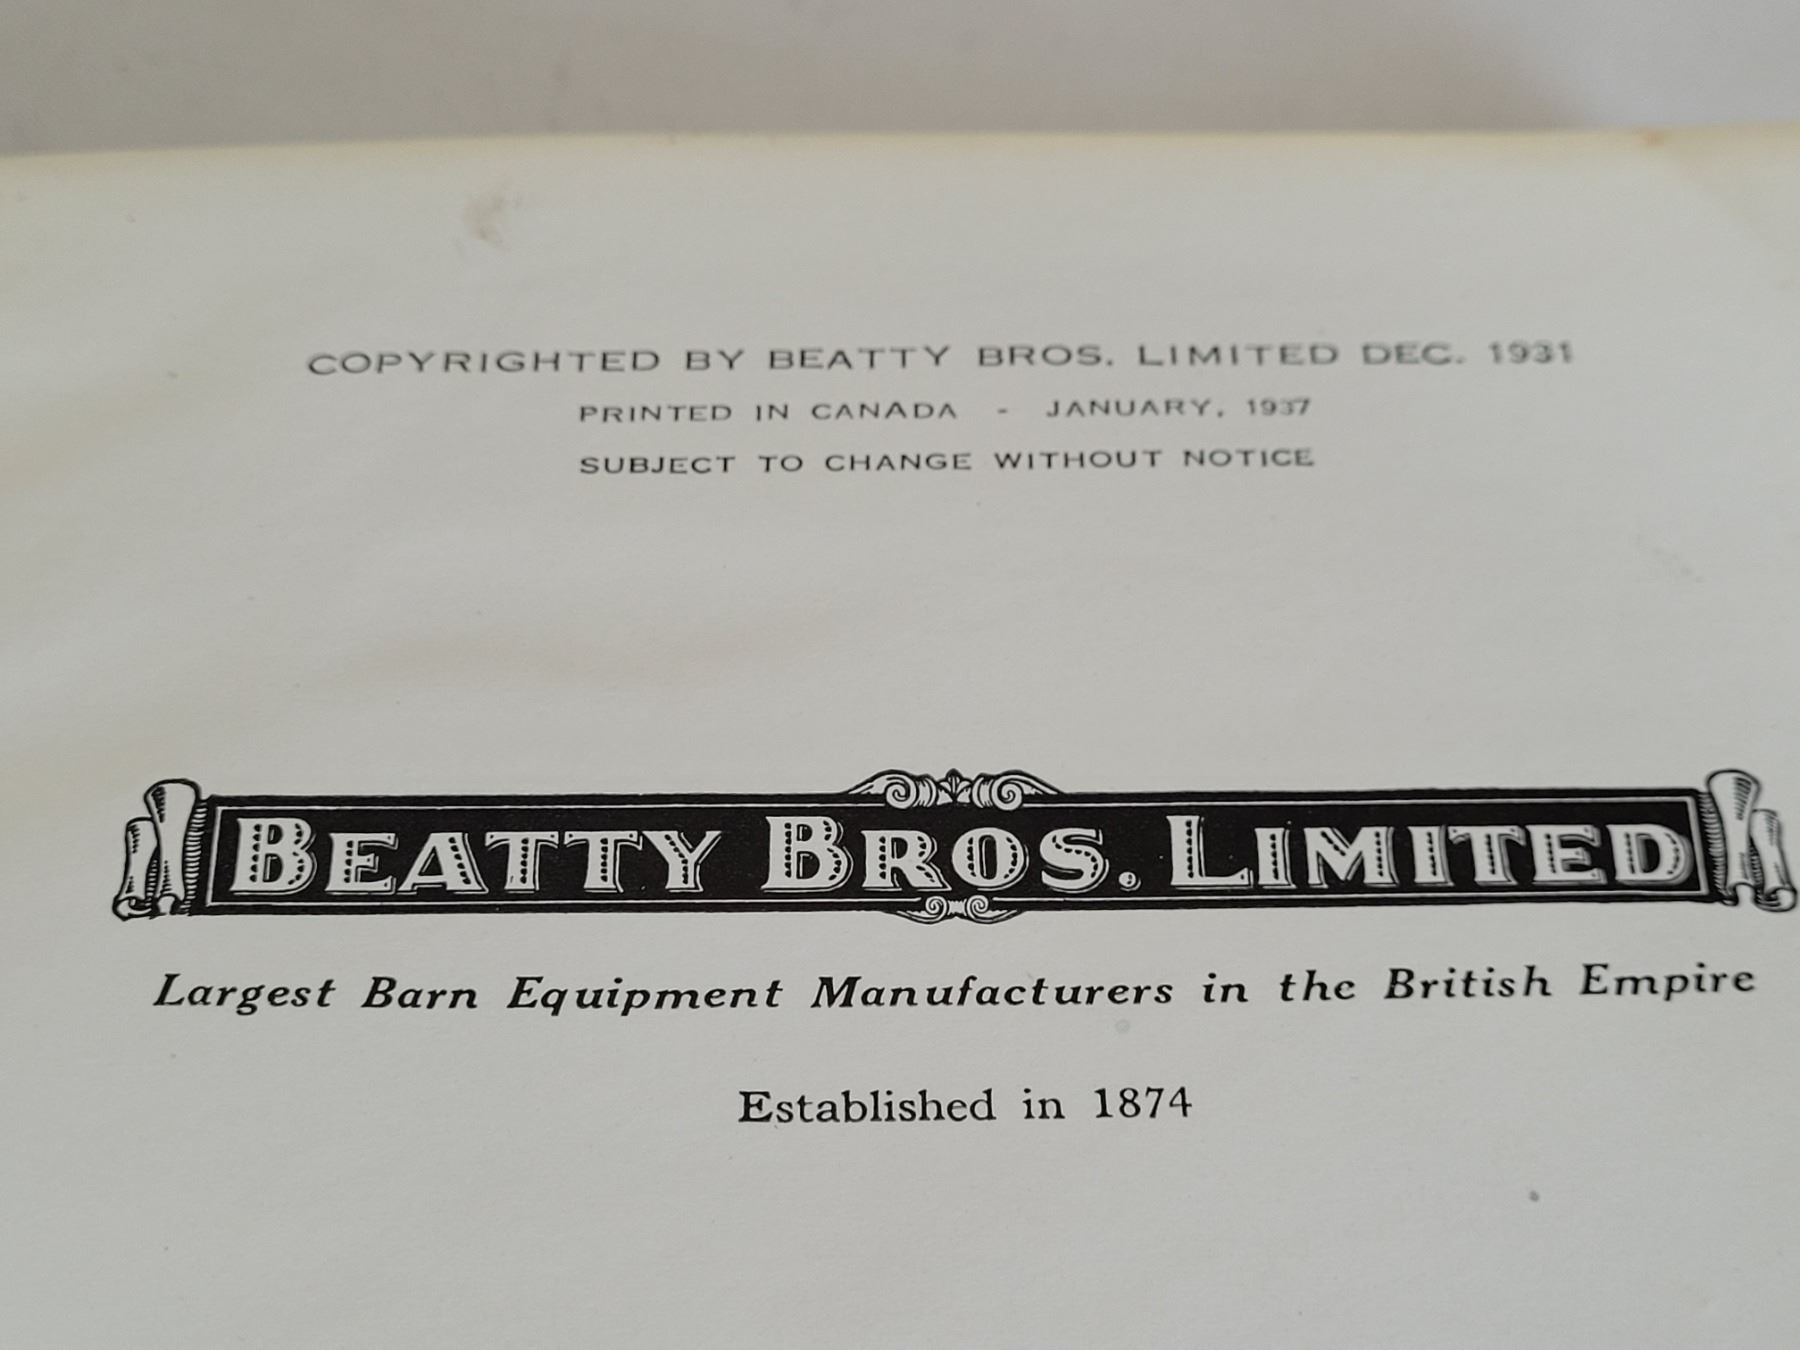 COPYRIGHTED BY BEATTY BROS. LIMITED DEC. 1931
PRINTED IN CANADA - JANUARY, 1937
SUBJECT TO CHANGE WITHOUT NOTICE
BEATTY BROS. LIMITED
Largest Barn Equipment Manufacturers in the British Empire
Established in 1874